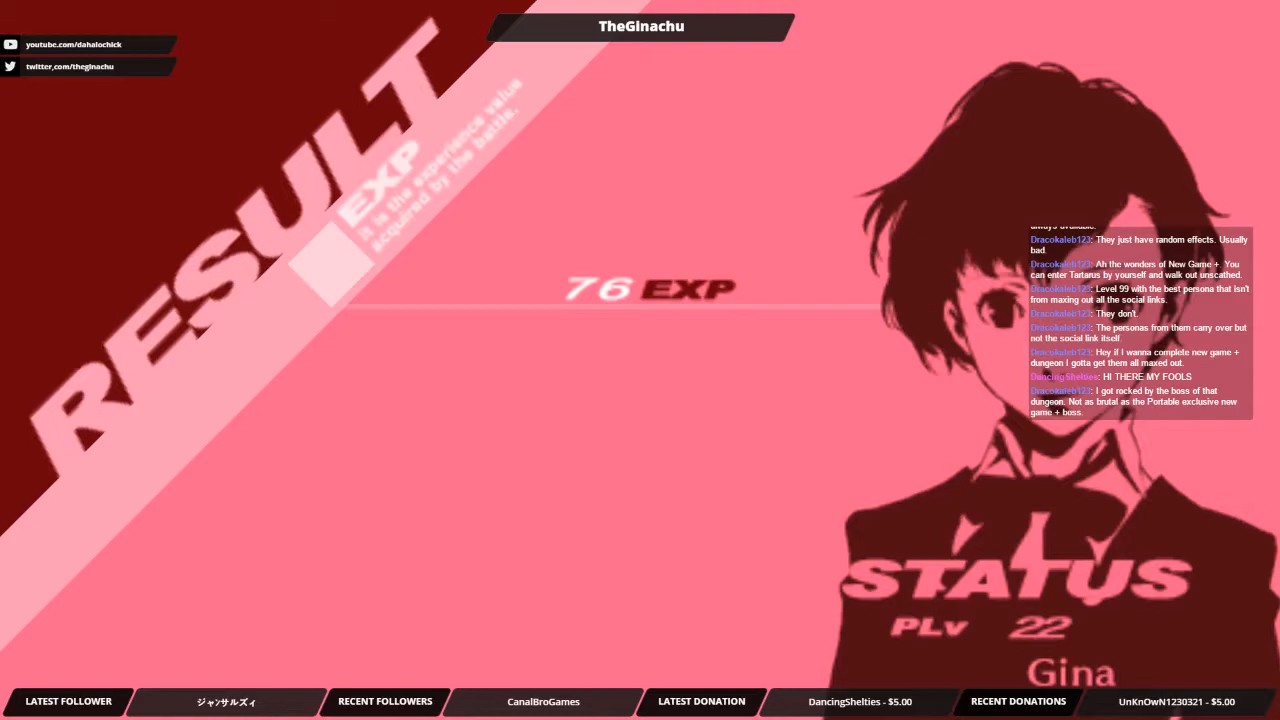 TheGinachu
youtube.com/dahalochick
twitter,com/theginachu
RESULT
EXP
it is the experience value
acquired by the battle.
76 EXP
always available.
Dracokaleb123: They just have random effects. Usually
bad.
Dracokaleb123: Ah the wonders of New Game +. You
can enter Tartarus by yourself and walk out unscathed.
Dracokaleb123: Level 99 with the best persona that isn't
from maxing out all the social links.
Dracokaleb123: They don't.
Dracokaleb123: The personas from them carry over but
not the social link itself.
Dracokaleb123: Hey if I wanna complete new game +
dungeon I gotta get them all maxed out.
DancingShelties: HI THERE MY FOOLS
Dracokaleb123: I got rocked by the boss of that
dungeon. Not as brutal as the Portable exclusive new
game + boss.
STATUS
PLv 22
Gina
LATEST FOLLOWER
ジャンサルズィ
RECENT FOLLOWERS
CanalBroGames
LATEST DONATION
DancingShelties - $5.00
RECENT DONATIONS
UnKnOwN1230321 - $5.00